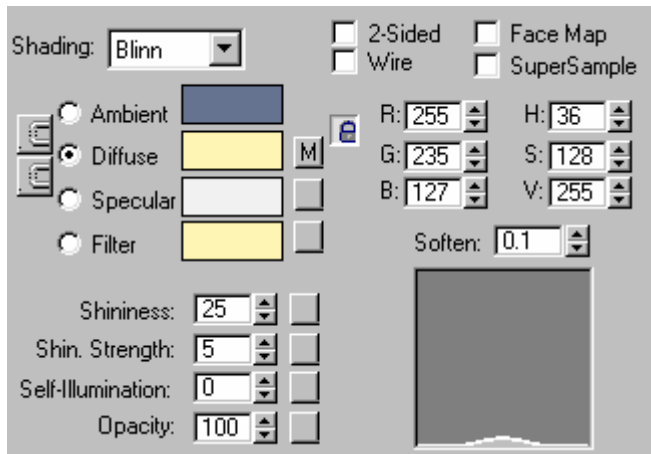 Shading: Blinn
2-Sided
Face Map
Wire
SuperSample
Ambient
R: 255
H: 36
Diffuse
M
G: 235
S: 128
Specular
B: 127
V: 255
Filter
Soften: 0.1
Shininess: 25
Shin. Strength: 5
Self-Illumination: 0
Opacity: 100